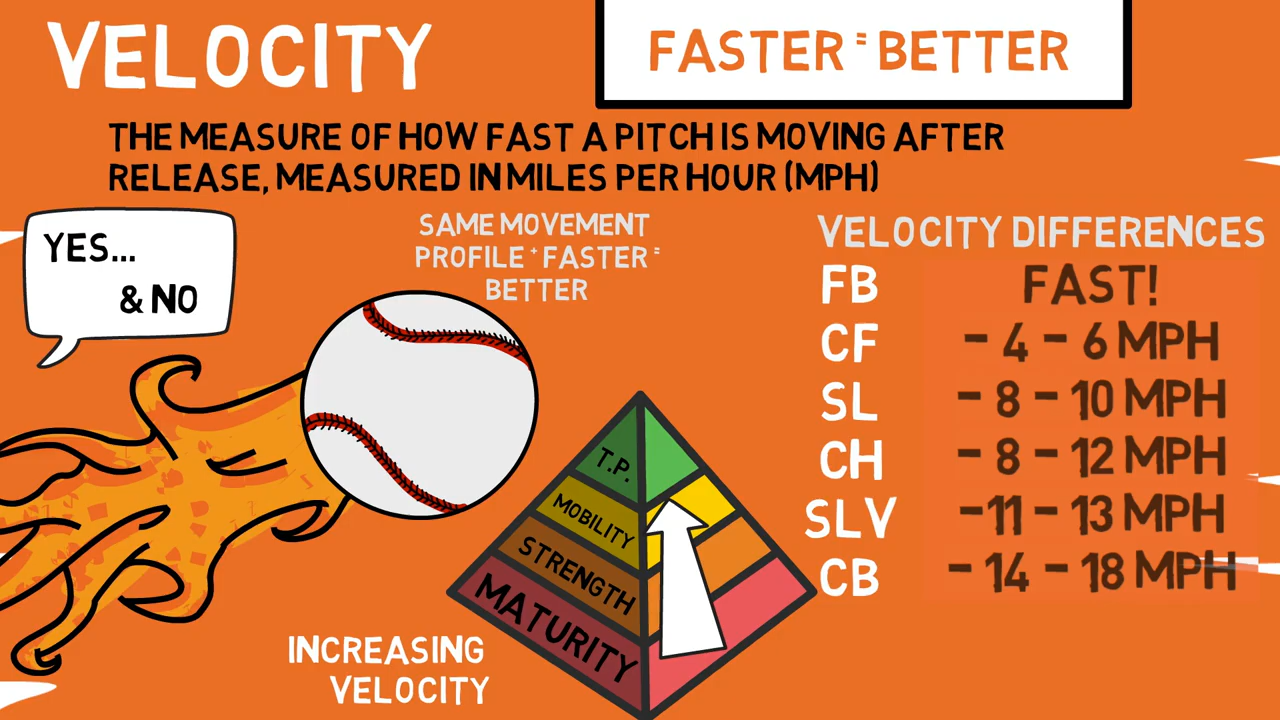 VELOCITY
FASTER = BETTER
THE MEASURE OF HOW FAST A PITCH IS MOVING AFTER
RELEASE, MEASURED IN MILES PER HOUR (MPH)
YES...
& NO
SAME MOVEMENT
PROFILE + FASTER =
BETTER
VELOCITY DIFFERENCES
FB FAST!
CF - 4 - 6 MPH
SL - 8 - 10 MPH
CH - 8 - 12 MPH
SLV - 11 - 13 MPH
CB - 14 - 18 MPH
T.P.
MOBILITY
STRENGTH
MATURITY
INCREASING
VELOCITY